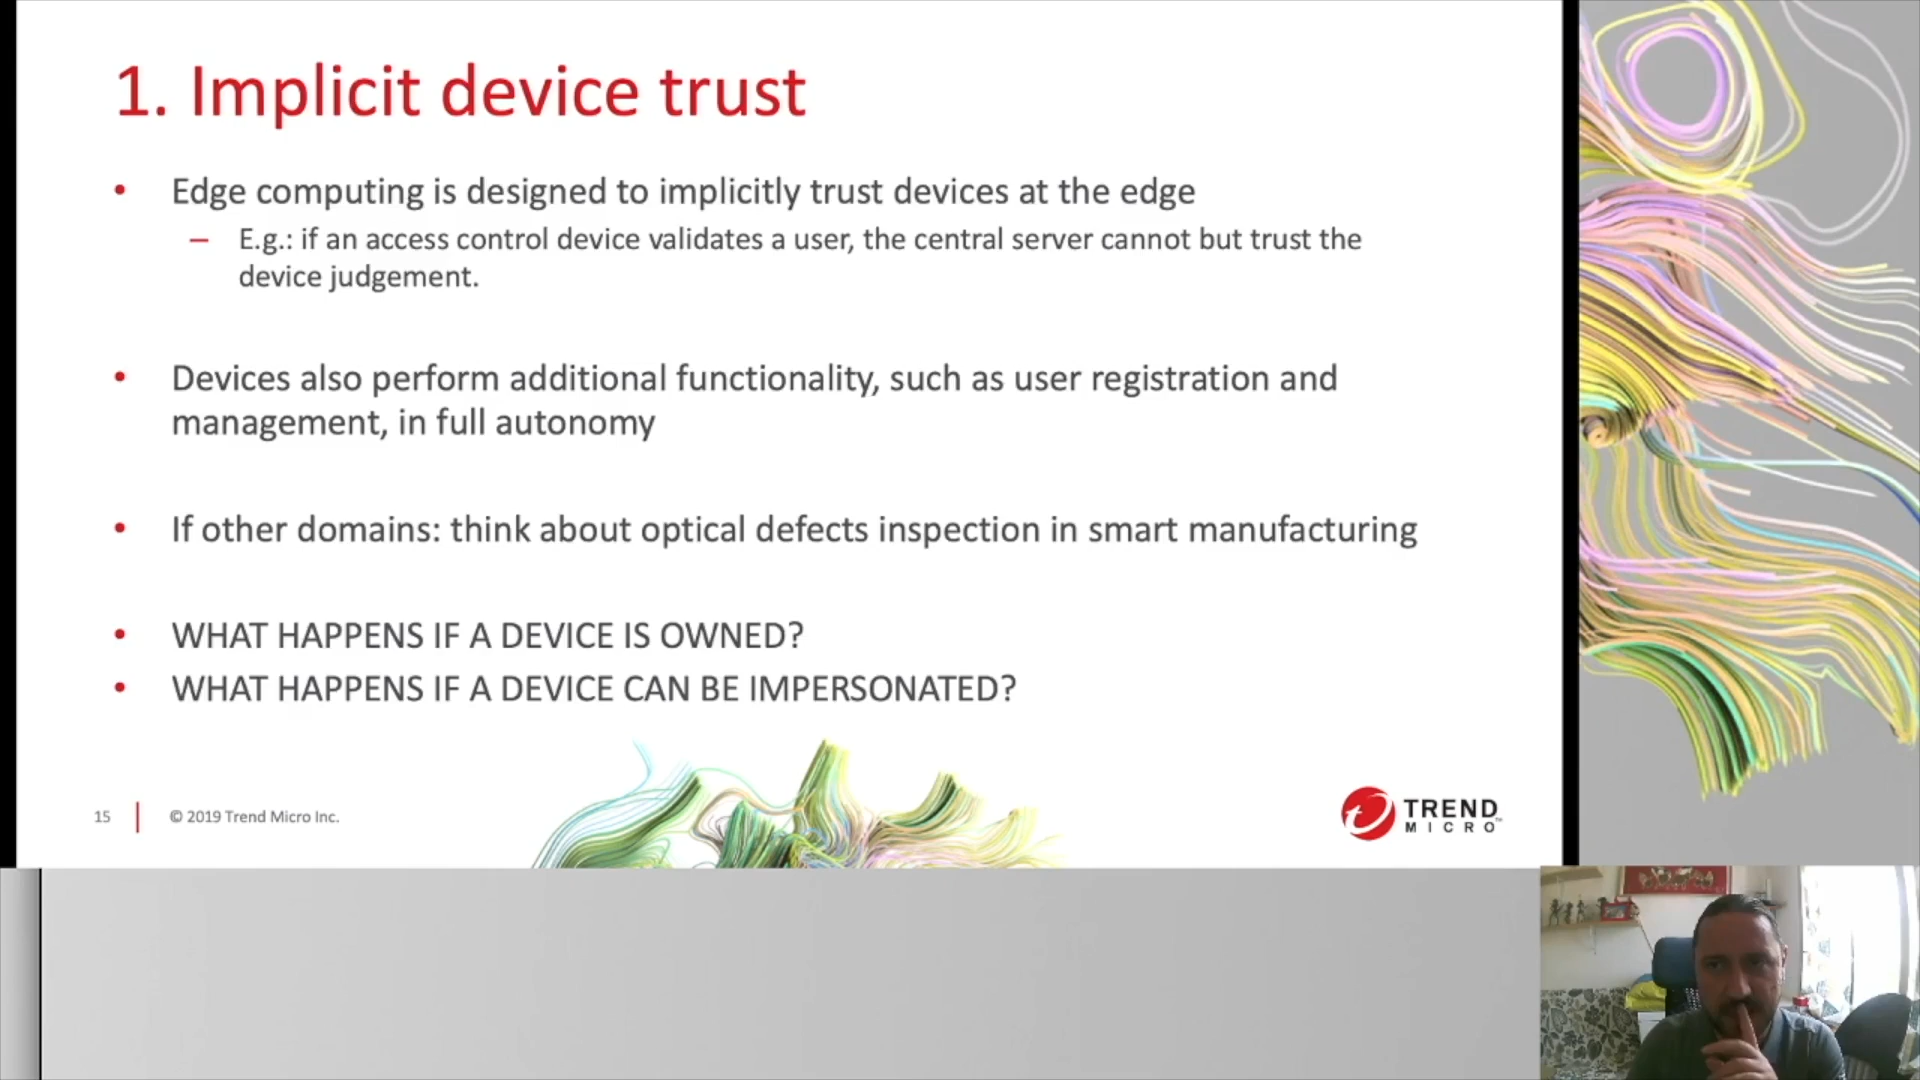 1. Implicit device trust
• Edge computing is designed to implicitly trust devices at the edge
– E.g.: if an access control device validates a user, the central server cannot but trust the
device judgement.
• Devices also perform additional functionality, such as user registration and
management, in full autonomy
• If other domains: think about optical defects inspection in smart manufacturing
• WHAT HAPPENS IF A DEVICE IS OWNED?
• WHAT HAPPENS IF A DEVICE CAN BE IMPERSONATED?
15
© 2019 Trend Micro Inc.
TREND
MICRO™